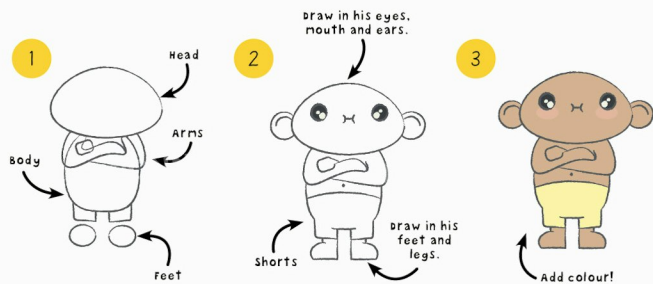 1
Head
Arms
Body
Feet
2
Draw in his eyes,
mouth and ears.
Shorts
Draw in his
feet and
legs.
3
Add colour!